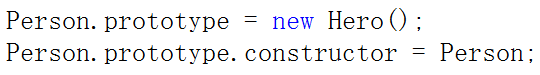 Person.prototype = new Hero();
Person.prototype.constructor = Person;